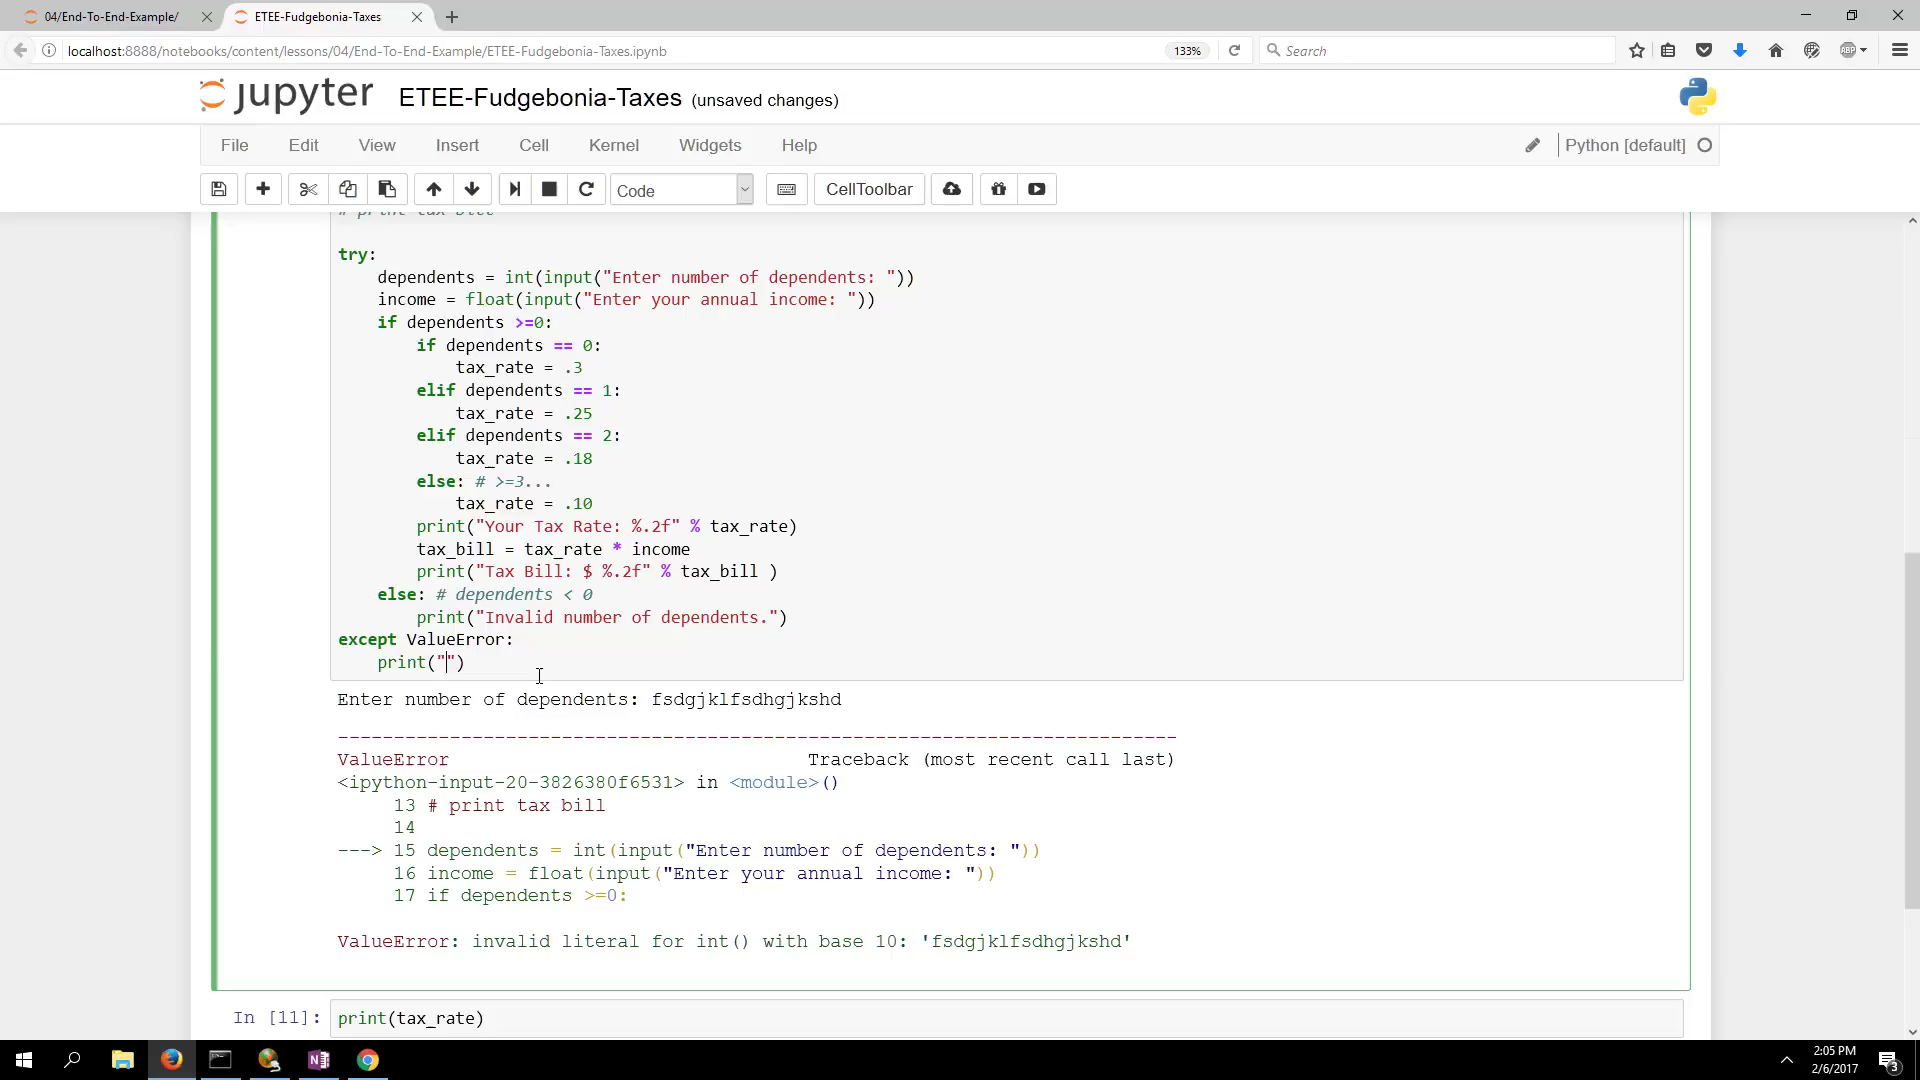 04/End-To-End-Example/
ETEE-Fudgebonia-Taxes
localhost:8888/notebooks/content/lessons/04/End-To-End-Example/ETEE-Fudgebonia-Taxes.ipynb
133%
Search
ABP
jupyter ETEE-Fudgebonia-Taxes (unsaved changes)
File Edit View Insert Cell Kernel Widgets Help
Python [default]
Code
CellToolbar
# print tax bill
try:
dependents = int(input("Enter number of dependents: "))
income = float(input("Enter your annual income: "))
if dependents >=0:
if dependents == 0:
tax_rate = .3
elif dependents == 1:
tax_rate = .25
elif dependents == 2:
tax_rate = .18
else: # >=3...
tax_rate = .10
print("Your Tax Rate: %.2f" % tax_rate)
tax_bill = tax_rate * income
print("Tax Bill: $ %.2f" % tax_bill )
else: # dependents < 0
print("Invalid number of dependents.")
except ValueError:
print("")
Enter number of dependents: fsdgjklfsdhgjkshd
---------------------------------------------------------------------------
ValueError Traceback (most recent call last)
<ipython-input-20-3826380f6531> in <module>()
13 # print tax bill
14
---> 15 dependents = int(input("Enter number of dependents: "))
16 income = float(input("Enter your annual income: "))
17 if dependents >=0:
ValueError: invalid literal for int() with base 10: 'fsdgjklfsdhgjkshd'
In [11]: print(tax_rate)
2:05 PM
2/6/2017
3